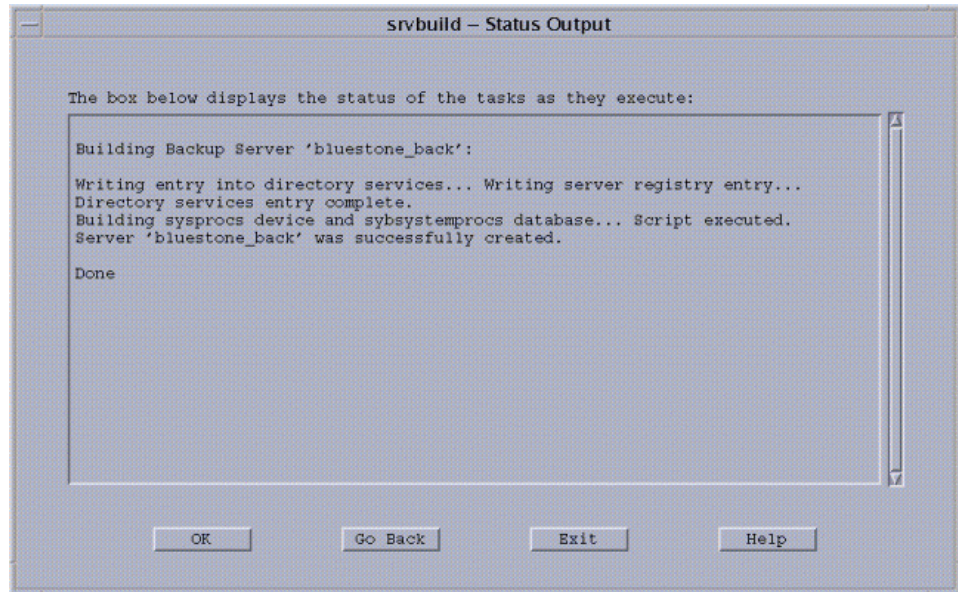 srvbuild – Status Output
The box below displays the status of the tasks as they execute:
Building Backup Server ’bluestone_back’:
Writing entry into directory services... Writing server registry entry...
Directory services entry complete.
Building sysprocs device and sybsystemprocs database... Script executed.
Server ’bluestone_back’ was successfully created.
Done
OK
Go Back
Exit
Help